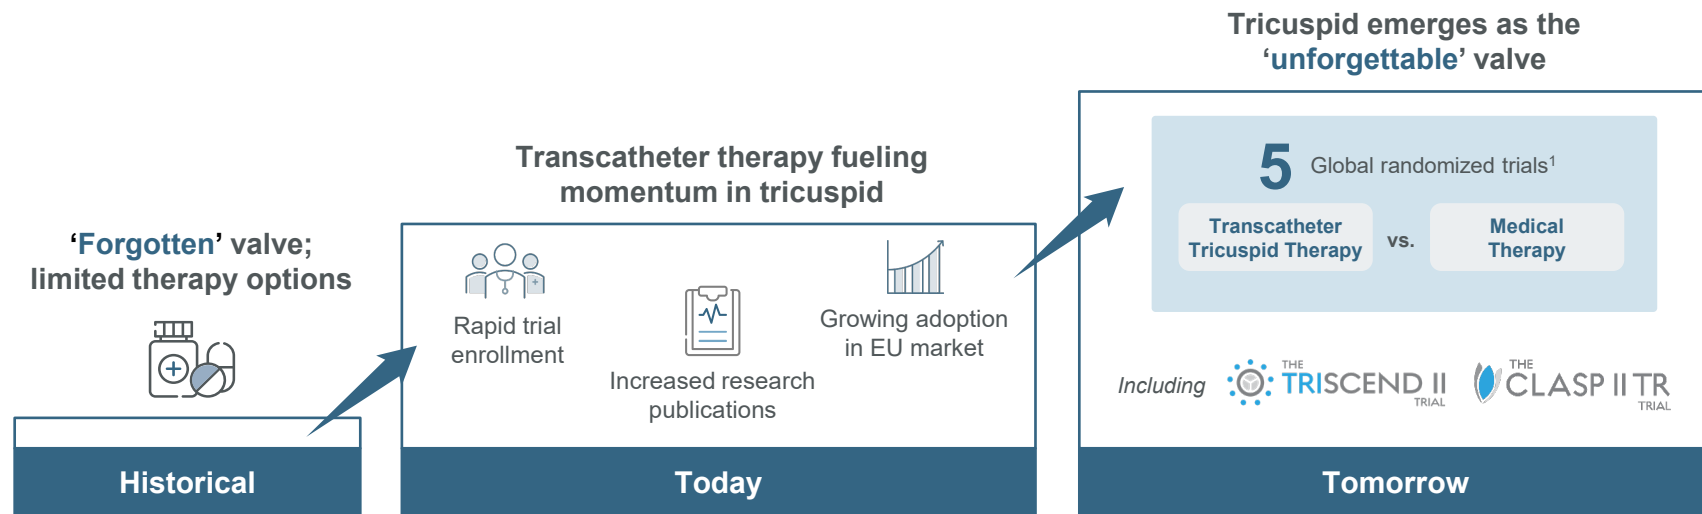 ‘Forgotten’ valve;
limited therapy options
Historical
Transcatheter therapy fueling
momentum in tricuspid
Rapid trial
enrollment
Increased research
publications
Growing adoption
in EU market
Today
Tricuspid emerges as the
‘unforgettable’ valve
5 Global randomized trials¹
Transcatheter
Tricuspid Therapy
vs.
Medical
Therapy
Including
THE
TRISCEND II
TRIAL
THE
CLASP II TR
TRIAL
Tomorrow